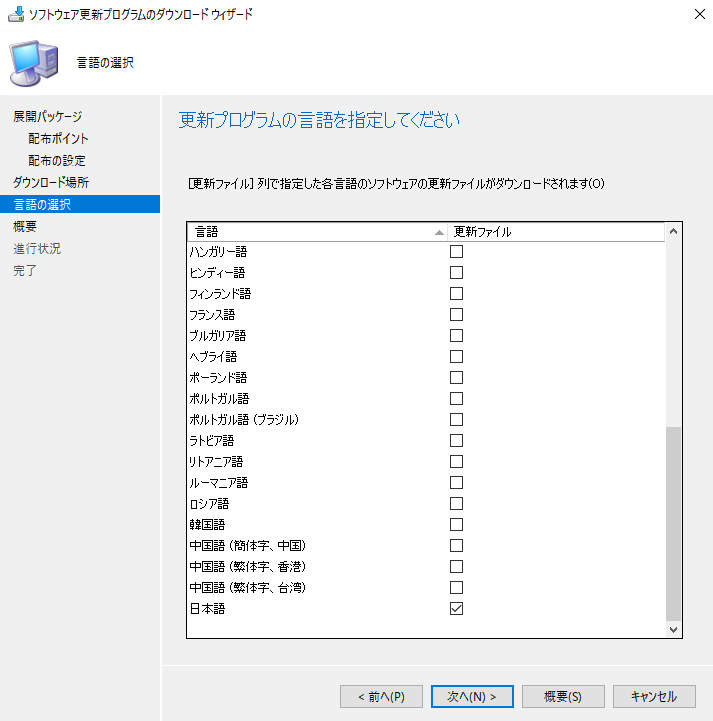 ソフトウェア更新プログラムのダウンロード ウィザード
言語の選択
展開パッケージ
配布ポイント
配布の設定
ダウンロード場所
言語の選択
概要
進行状況
完了
更新プログラムの言語を指定してください
[更新ファイル] 列で指定した各言語のソフトウェアの更新ファイルがダウンロードされます(O)
言語 更新ファイル
ハンガリー語
ヒンディー語
フィンランド語
フランス語
ブルガリア語
ヘブライ語
ポーランド語
ポルトガル語
ポルトガル語 (ブラジル)
ラトビア語
リトアニア語
ルーマニア語
ロシア語
韓国語
中国語 (簡体字、中国)
中国語 (繁体字、香港)
中国語 (繁体字、台湾)
日本語
< 前へ(P) 次へ(N) > 概要(S) キャンセル